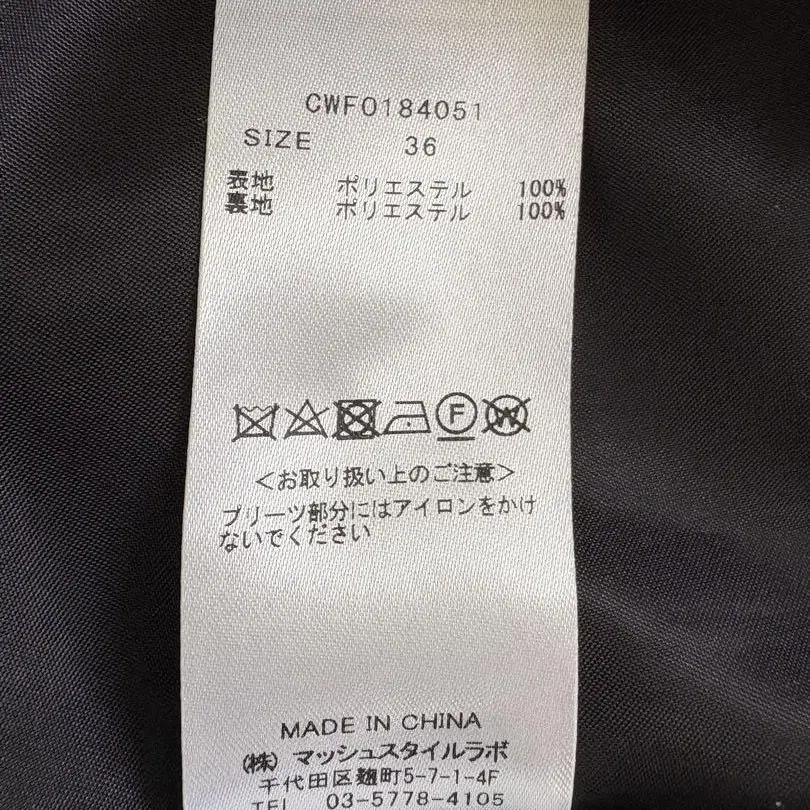 CWF0184051
SIZE 36
表地 ポリエステル 100%
裏地 ポリエステル 100%
F W
<お取り扱い上のご注意>
プリーツ部分にはアイロンをかけ
ないでください
MADE IN CHINA
(株) マッシュスタイルラボ
千代田区麹町5-7-1-4F
TEL 03-5778-4105